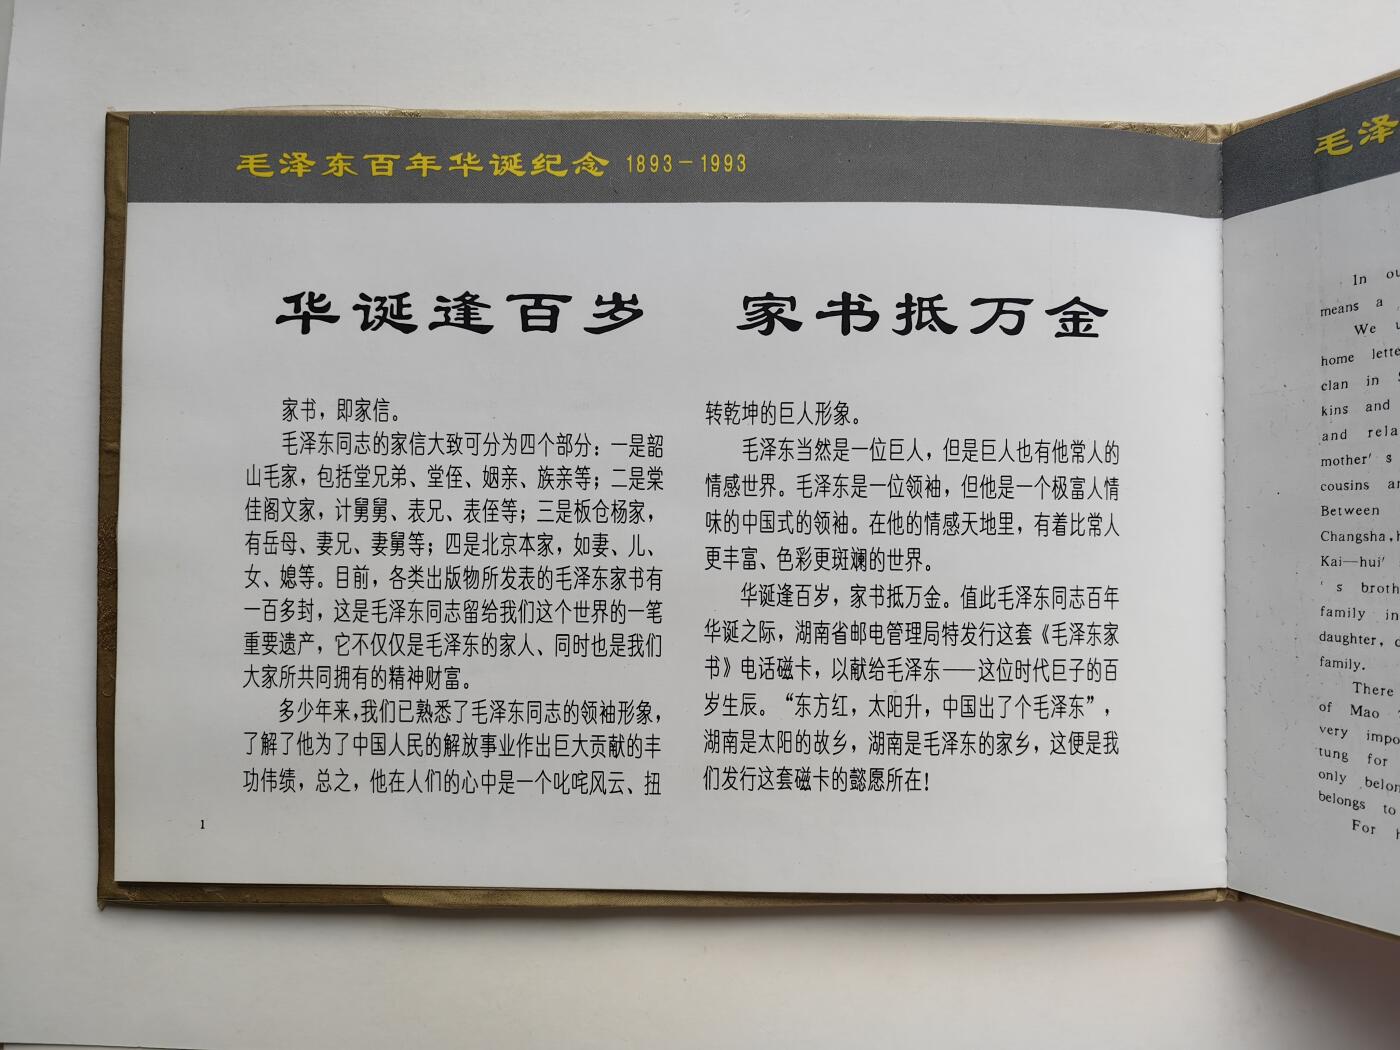 毛泽东百年华诞纪念 1893－1993
华诞逢百岁 家书抵万金
家书，即家信。
毛泽东同志的家信大致可分为四个部分：一是韶
山毛家，包括堂兄弟、堂侄、姻亲、族亲等；二是棠
佳阁文家，计舅舅、表兄、表侄等；三是板仓杨家，
有岳母、妻兄、妻舅等；四是北京本家，如妻、儿、
女、媳等。目前，各类出版物所发表的毛泽东家书有
一百多封，这是毛泽东同志留给我们这个世界的一笔
重要遗产，它不仅仅是毛泽东的家人、同时也是我们
大家所共同拥有的精神财富。
多少年来，我们已熟悉了毛泽东同志的领袖形象，
了解了他为了中国人民的解放事业作出巨大贡献的丰
功伟绩，总之，他在人们的心中是一个叱咤风云、扭
转乾坤的巨人形象。
毛泽东当然是一位巨人，但是巨人也有他常人的
情感世界。毛泽东是一位领袖，但他是一个极富人情
味的中国式的领袖。在他的情感天地里，有着比常人
更丰富、色彩更斑斓的世界。
华诞逢百岁，家书抵万金。值此毛泽东同志百年
华诞之际，湖南省邮电管理局特发行这套《毛泽东家
书》电话磁卡，以献给毛泽东——这位时代巨子的百
岁生辰。“东方红，太阳升，中国出了个毛泽东”，
湖南是太阳的故乡，湖南是毛泽东的家乡，这便是我
们发行这套磁卡的懿愿所在！
1
毛泽
In
means a
We
home
clan in
kins and
and
mother's
cousins
Between
Changsha,
Kai—hui'
's
family in
daughter,
family.
There
of Mao
very
tung for
only
belongs to
For